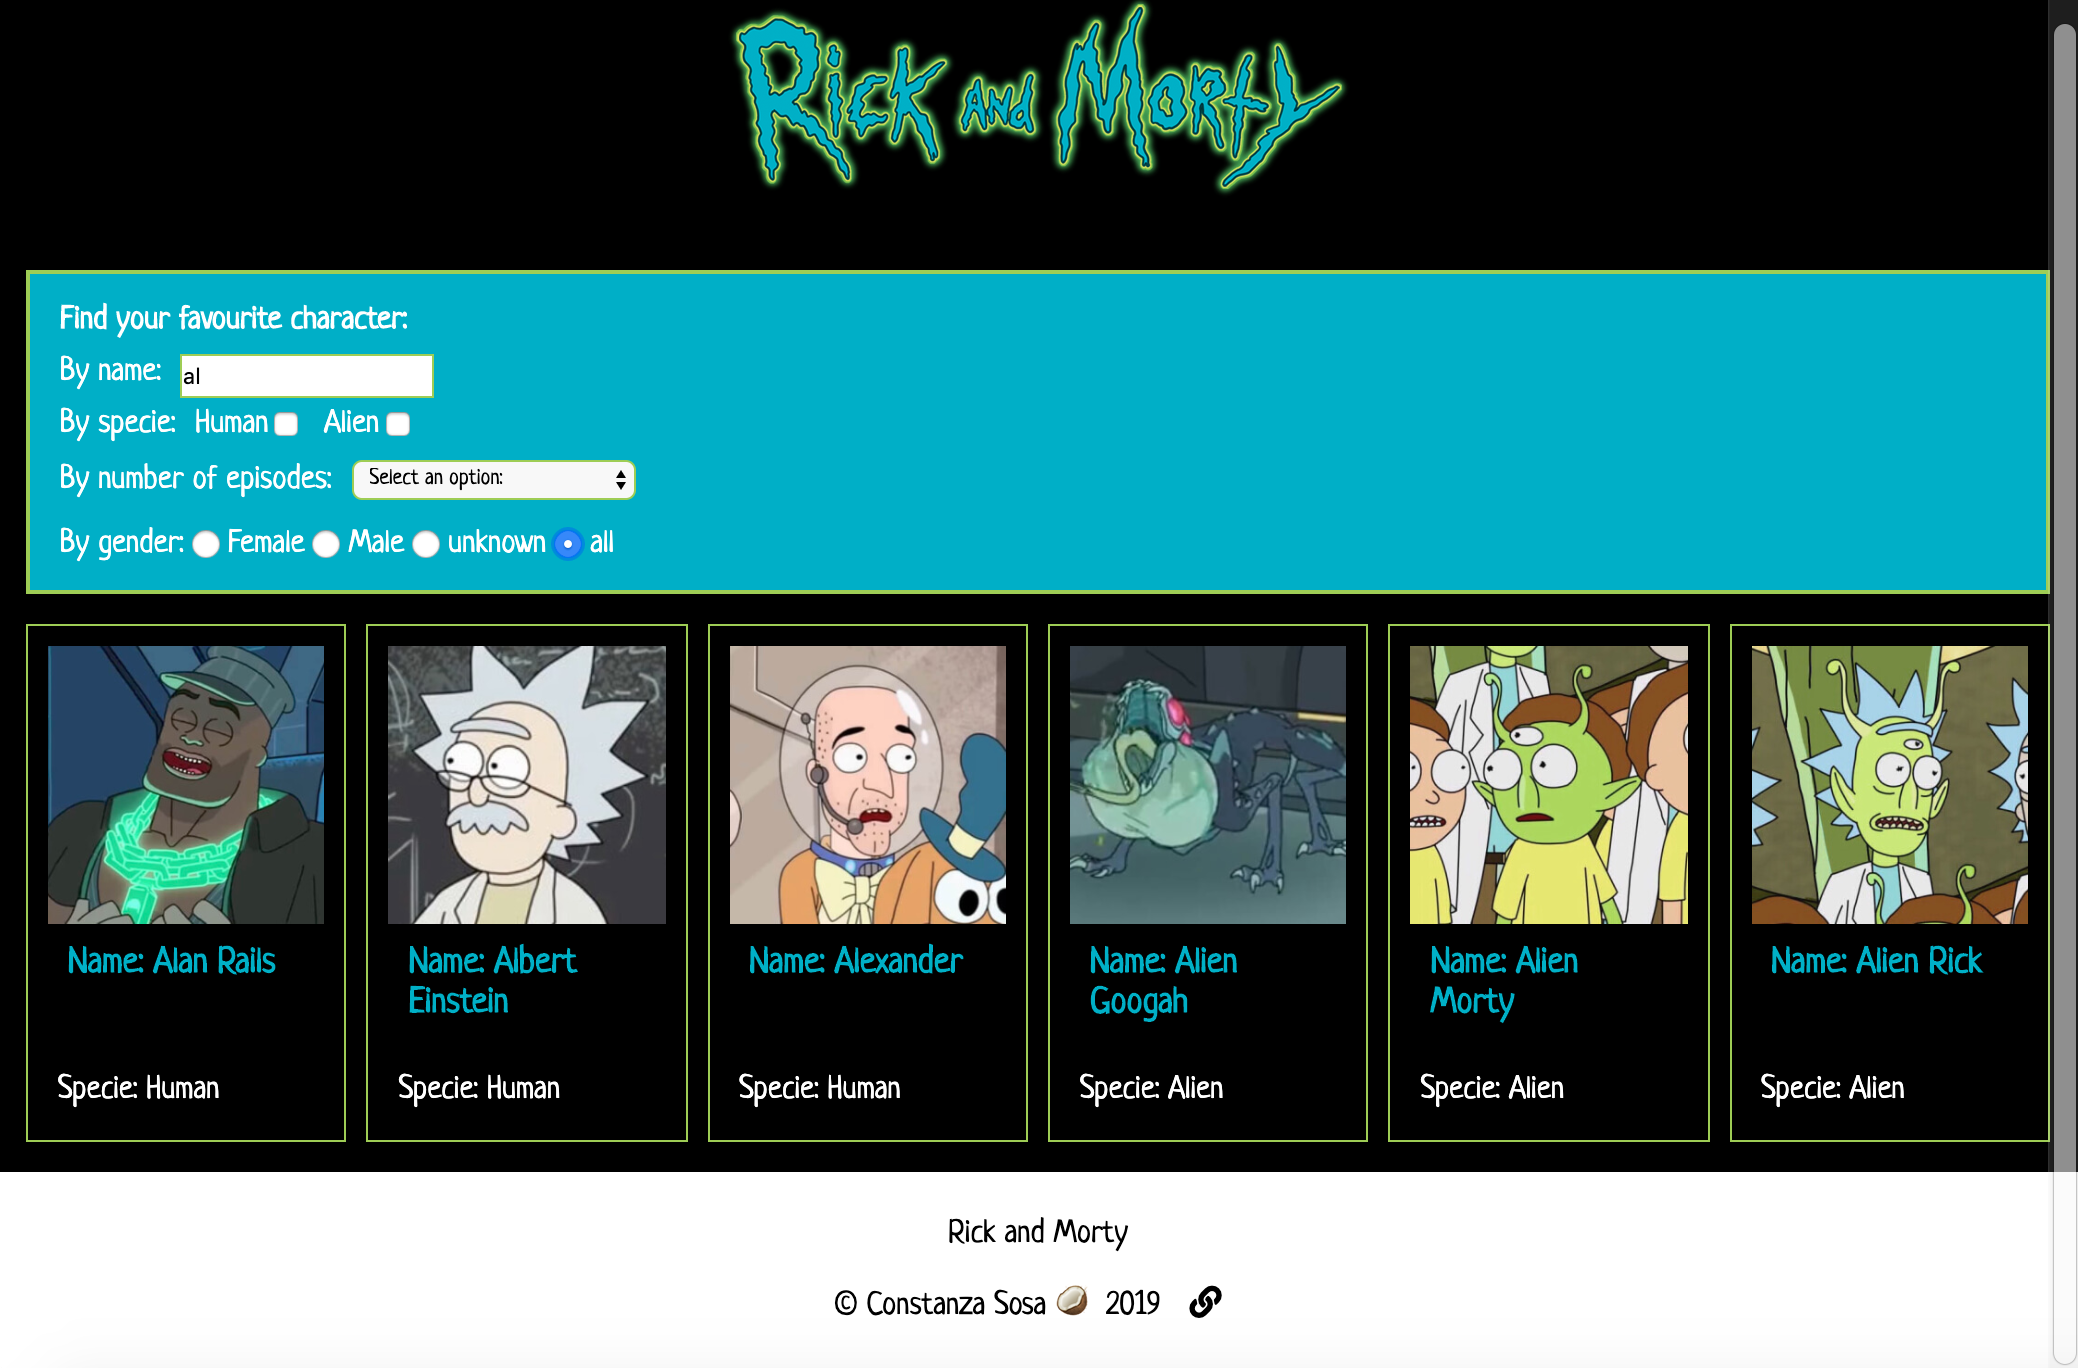 Rick and Morty
Find your favourite character:
By name: al
By specie: Human Alien
By number of episodes: Select an option:
By gender: Female Male unknown all
Name: Alan Rails
Specie: Human
Name: Albert
Einstein
Specie: Human
Name: Alexander
Specie: Human
Name: Alien
Googah
Specie: Alien
Name: Alien
Morty
Specie: Alien
Name: Alien Rick
Specie: Alien
Rick and Morty
© Constanza Sosa 🥥 2019